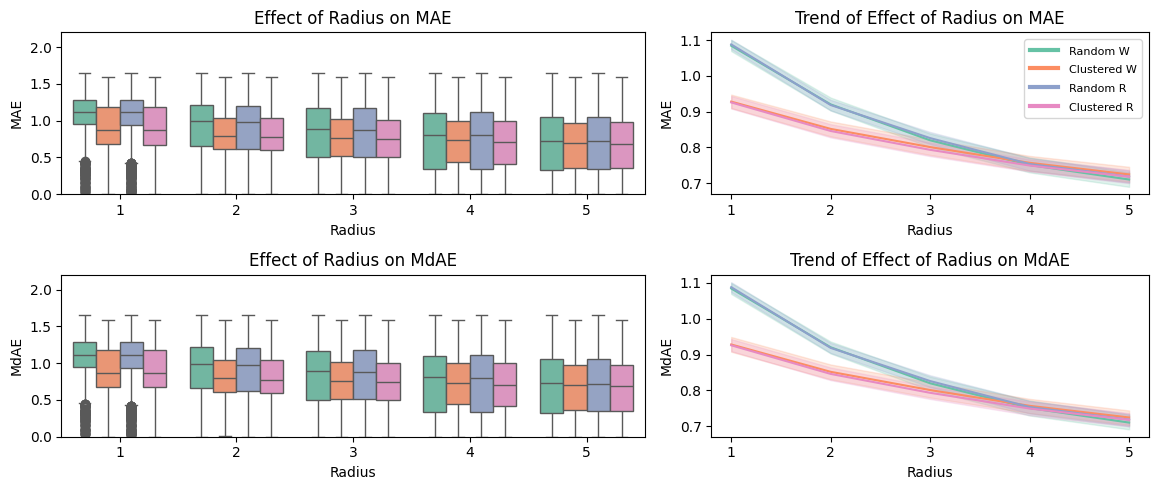 Effect of Radius on MAE
MAE
2.0
1.5
1.0
0.5
0.0
1 2 3 4 5
Radius
Trend of Effect of Radius on MAE
MAE
1.1
1.0
0.9
0.8
0.7
Random W
Clustered W
Random R
Clustered R
1 2 3 4 5
Radius
Effect of Radius on MdAE
MdAE
2.0
1.5
1.0
0.5
0.0
1 2 3 4 5
Radius
Trend of Effect of Radius on MdAE
MdAE
1.1
1.0
0.9
0.8
0.7
1 2 3 4 5
Radius